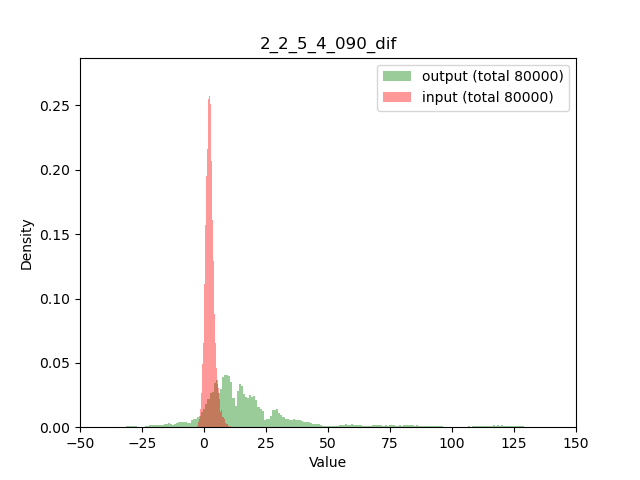 2_2_5_4_090_dif
output (total 80000)
input (total 80000)
Density
0.25
0.20
0.15
0.10
0.05
0.00
−50 −25 0 25 50 75 100 125 150
Value